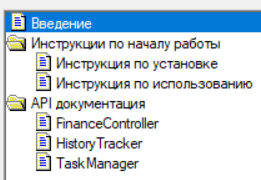 Введение
Инструкции по началу работы
Инструкция по установке
Инструкция по использованию
API документация
FinanceController
HistoryTracker
TaskManager